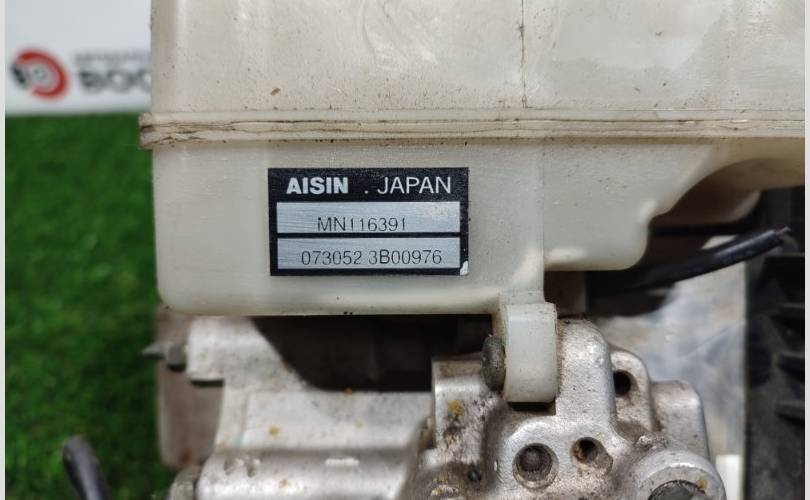 AISIN . JAPAN
MN116391
073052 3B00976